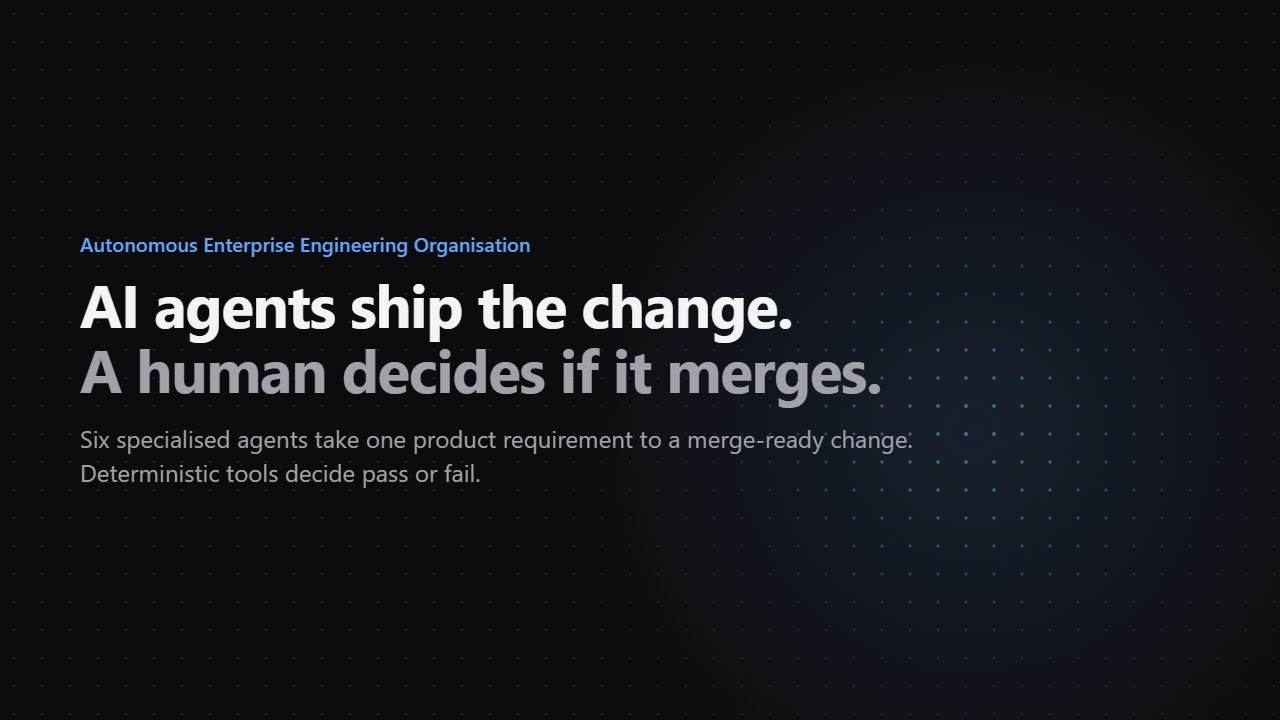 Autonomous Enterprise Engineering Organisation
AI agents ship the change.
A human decides if it merges.
Six specialised agents take one product requirement to a merge-ready change.
Deterministic tools decide pass or fail.